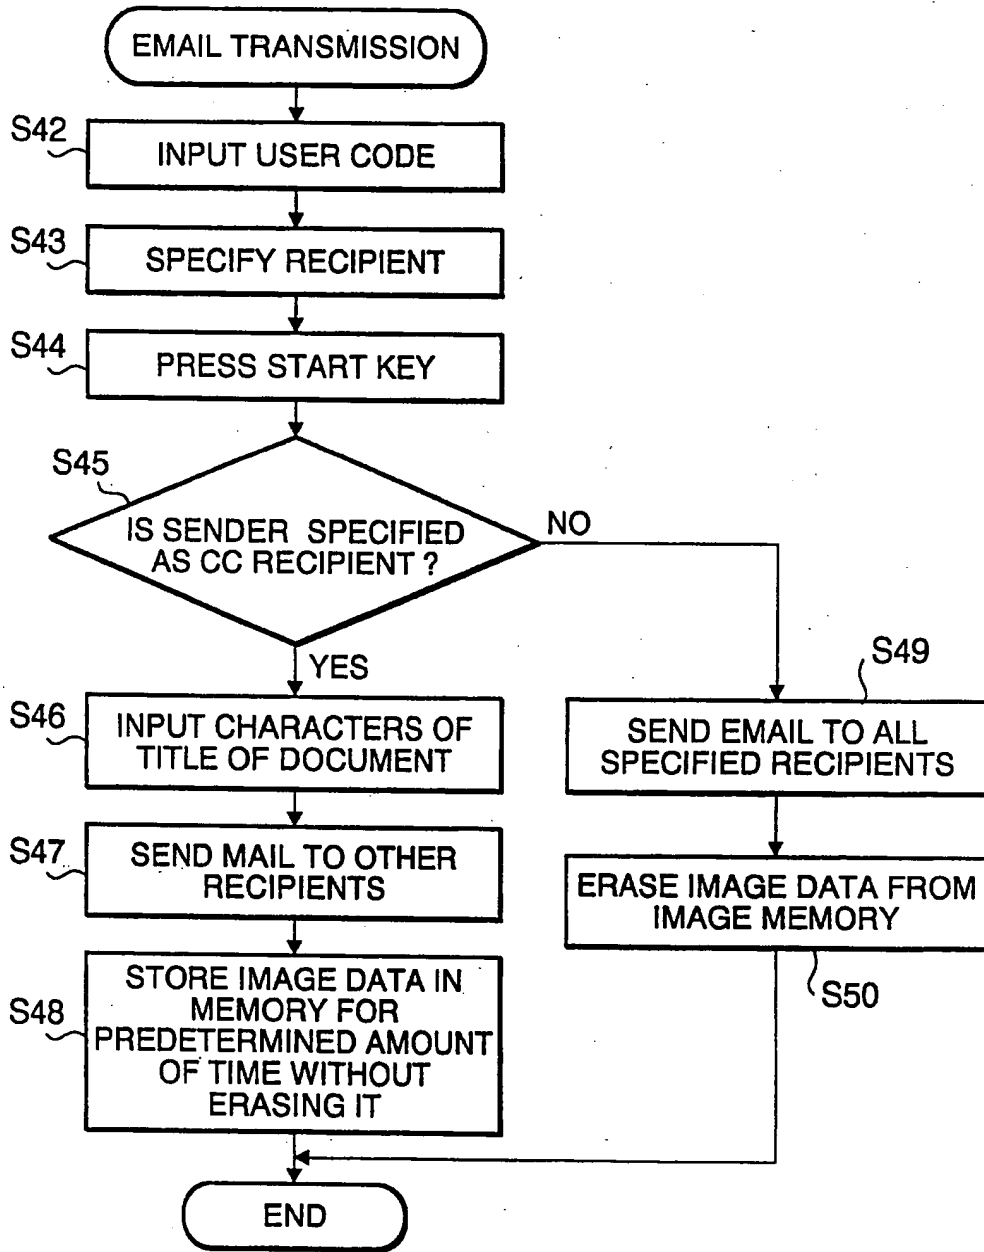 EMAIL TRANSMISSION
S42
INPUT USER CODE
S43
SPECIFY RECIPIENT
S44
PRESS START KEY
S45
IS SENDER SPECIFIED
AS CC RECIPIENT ?
NO
YES
S46
INPUT CHARACTERS OF
TITLE OF DOCUMENT
S47
SEND MAIL TO OTHER
RECIPIENTS
S48
STORE IMAGE DATA IN
MEMORY FOR
PREDETERMINED AMOUNT
OF TIME WITHOUT
ERASING IT
S49
SEND EMAIL TO ALL
SPECIFIED RECIPIENTS
ERASE IMAGE DATA FROM
IMAGE MEMORY
S50
END